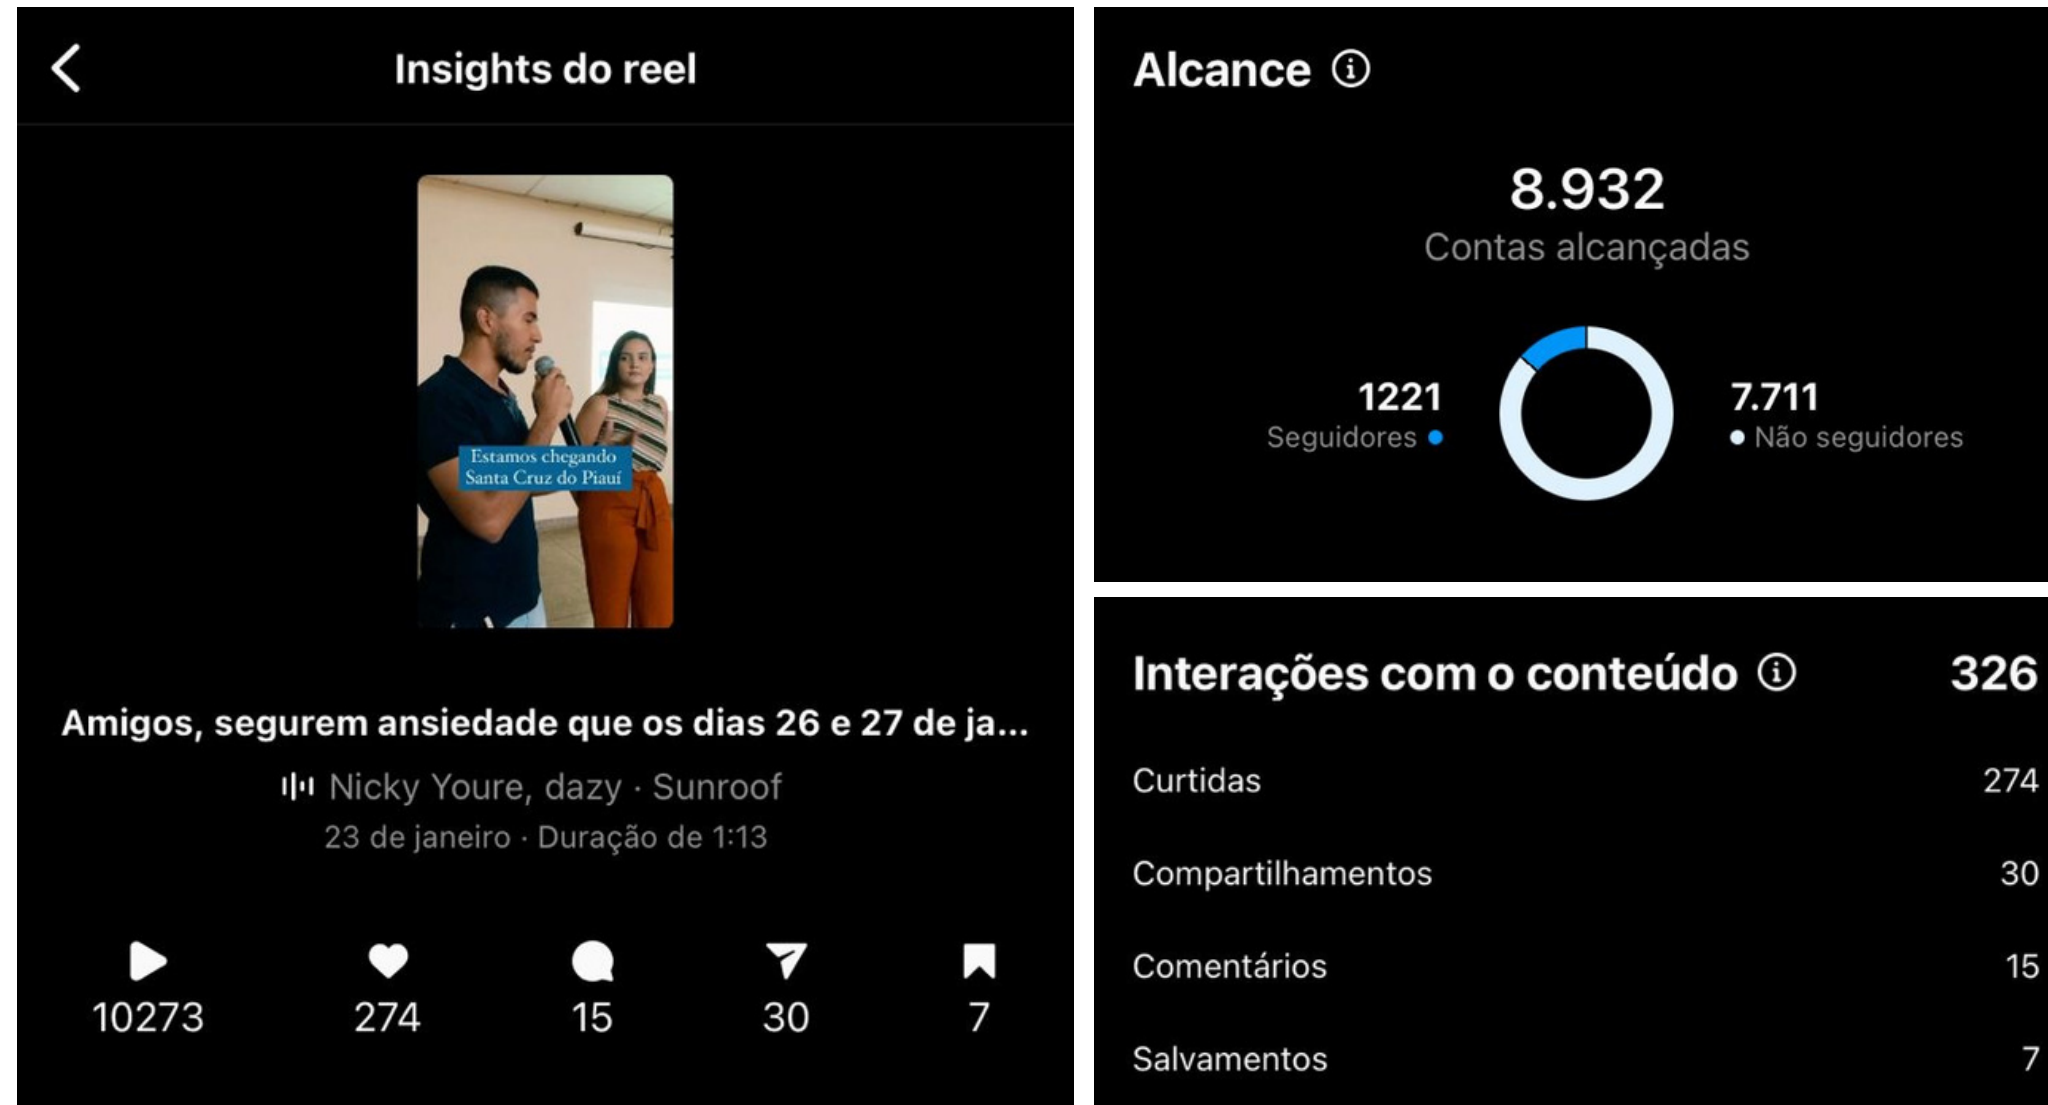 Insights do reel
Estamos chegando
Santa Cruz do Piauí
Amigos, segurem ansiedade que os dias 26 e 27 de ja...
Nicky Youre, dazy · Sunroof
23 de janeiro · Duração de 1:13
10273 274 15 30 7
Alcance
8.932
Contas alcançadas
1221
Seguidores
7.711
Não seguidores
Interações com o conteúdo 326
Curtidas 274
Compartilhamentos 30
Comentários 15
Salvamentos 7